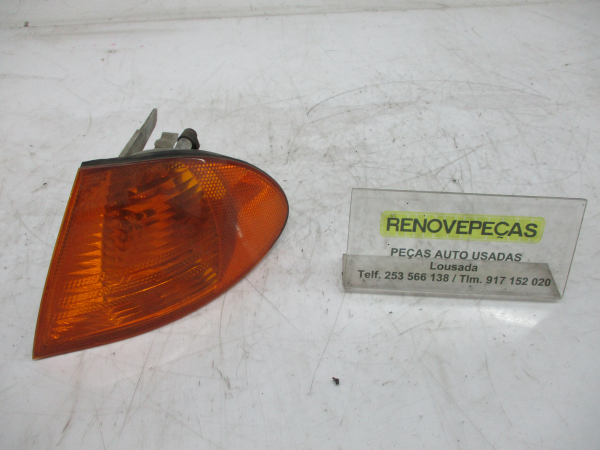 RENOVEPEÇAS
PEÇAS AUTO USADAS
Lousada
Telf. 253 566 138 / Tlm. 917 152 020